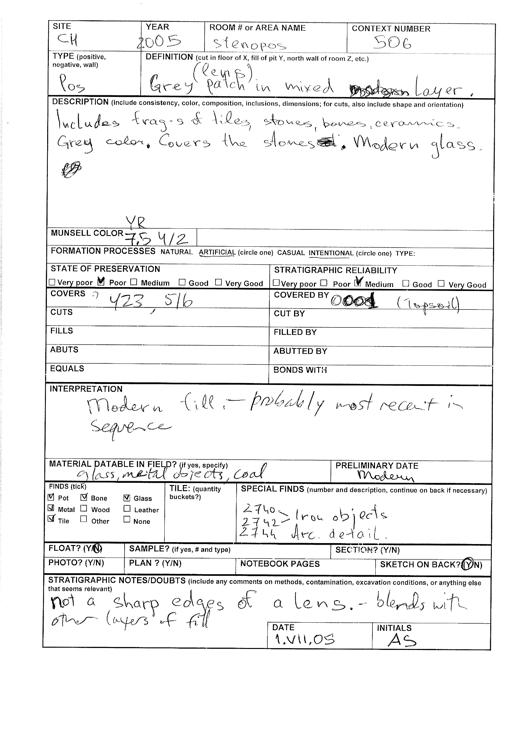 SITE YEAR ROOM # or AREA NAME CONTEXT NUMBER
CH 2005 stenopos 506
TYPE (positive, negative, wall) DEFINITION (cut in floor of X, fill of pit Y, north wall of room Z, etc.)
Pos Grey (lens) patch in mixed modern layer.
DESCRIPTION (Include consistency, color, composition, inclusions, dimensions; for cuts, also include shape and orientation)
Includes frag-s of tiles, stones, bones, ceramics.
Grey color. Covers the stones. Modern glass.
MUNSELL COLOR 7,5 YR 4/2
FORMATION PROCESSES NATURAL ARTIFICIAL (circle one) CASUAL INTENTIONAL (circle one) TYPE:
STATE OF PRESERVATION STRATIGRAPHIC RELIABILITY
Very poor Poor Medium Good Very Good Very poor Poor Medium Good Very Good
COVERS ? 423, 516 COVERED BY 0001 (Topsoil)
CUTS CUT BY
FILLS FILLED BY
ABUTS ABUTTED BY
EQUALS BONDS WITH
INTERPRETATION
Modern fill. – probably most recent in
sequence
MATERIAL DATABLE IN FIELD? (if yes, specify) PRELIMINARY DATE
glass, metal objects, coal Modern
FINDS (tick) TILE: (quantity buckets?) SPECIAL FINDS (number and description, continue on back if necessary)
Pot Bone Glass
Metal Wood Leather
Tile Other None
2740
2742 > Iron objects
2744 Arc. detail.
FLOAT? (Y/N) SAMPLE? (if yes, # and type) SECTION? (Y/N)
PHOTO? (Y/N) PLAN ? (Y/N) NOTEBOOK PAGES SKETCH ON BACK? (Y/N)
STRATIGRAPHIC NOTES/DOUBTS (include any comments on methods, contamination, excavation conditions, or anything else
that seems relevant)
not a sharp edges of a lens. – blends with
other layers of fill
DATE INITIALS
1.VII,05 AS